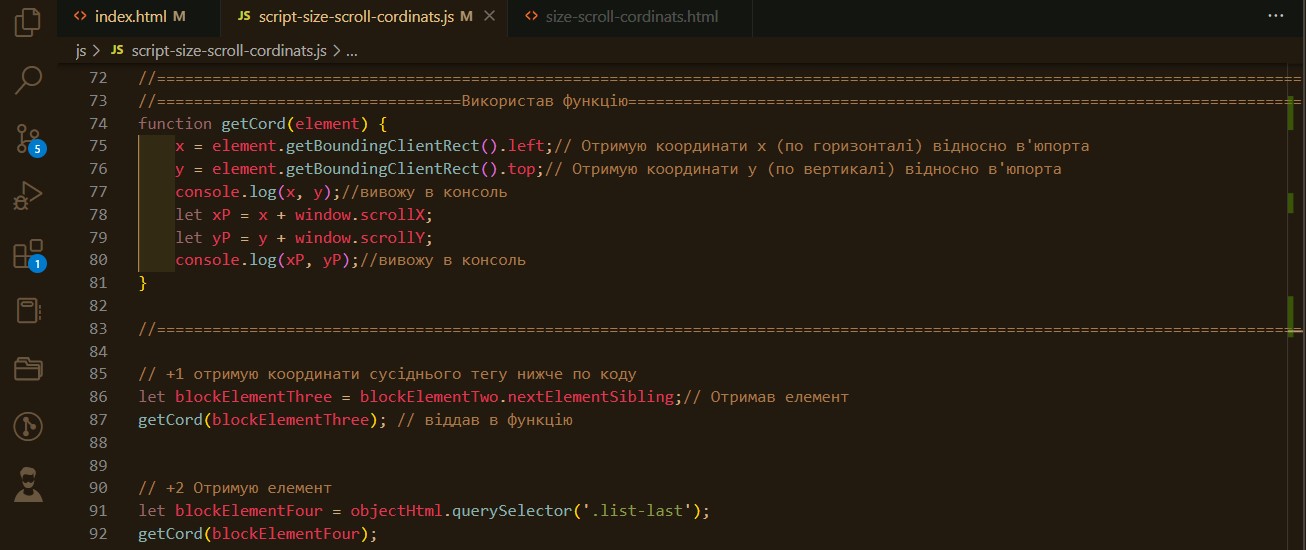 index.html M
JS script-size-scroll-cordinats.js M
size-scroll-cordinats.html
js > JS script-size-scroll-cordinats.js > ...
72 //============================================================================================================================
73 //=================================Використав функцію=========================================================================
74 function getCord(element) {
75 x = element.getBoundingClientRect().left;// Отримую координати x (по горизонталі) відносно в'юпорта
76 y = element.getBoundingClientRect().top;// Отримую координати y (по вертикалі) відносно в'юпорта
77 console.log(x, y);//вивожу в консоль
78 let xP = x + window.scrollX;
79 let yP = y + window.scrollY;
80 console.log(xP, yP);//вивожу в консоль
81 }
82
83 //============================================================================================================================
84
85 // +1 отримую координати сусіднього тегу нижче по коду
86 let blockElementThree = blockElementTwo.nextElementSibling;// Отримав елемент
87 getCord(blockElementThree); // віддав в функцію
88
89
90 // +2 Отримую елемент
91 let blockElementFour = objectHtml.querySelector('.list-last');
92 getCord(blockElementFour);
5
1